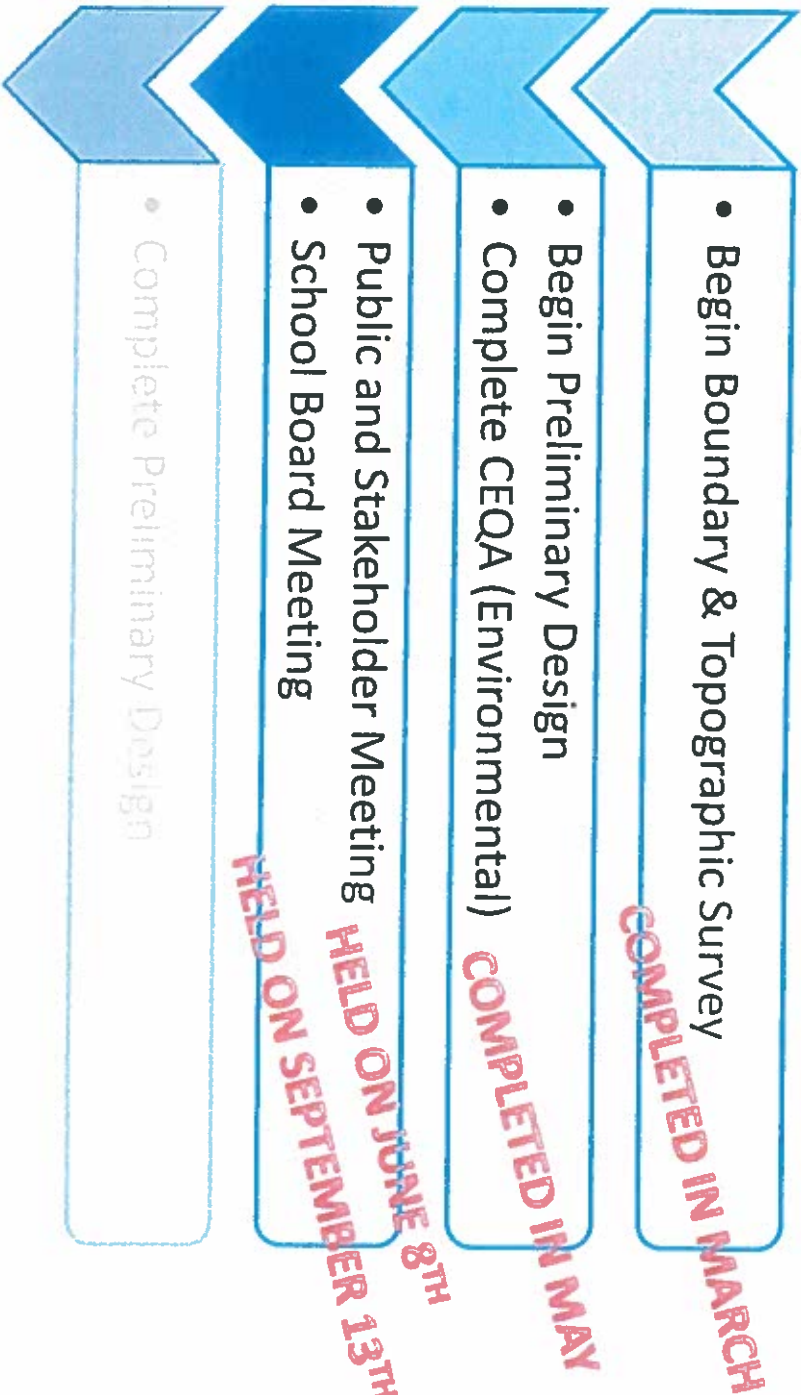 • Begin Boundary & Topographic Survey
COMPLETED IN MARCH
• Begin Preliminary Design
• Complete CEQA (Environmental)
COMPLETED IN MAY
• Public and Stakeholder Meeting
HELD ON JUNE 8TH
• School Board Meeting
HELD ON SEPTEMBER 13TH
• Complete Preliminary Design